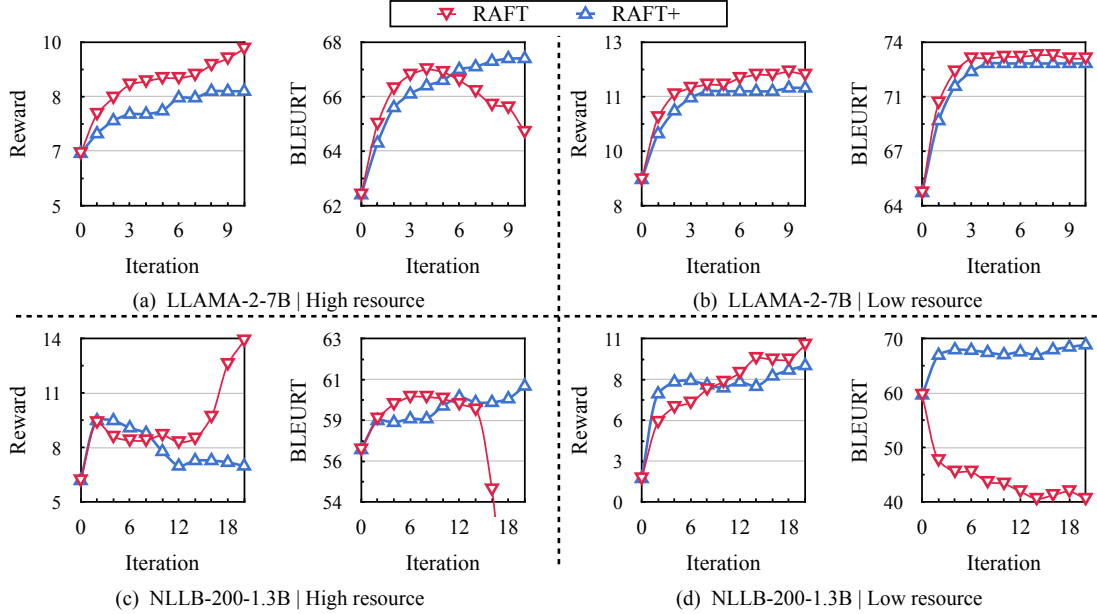 RAFT RAFT+
Reward
10
8
7
5
0 3 6 9
Iteration
BLEURT
68
66
64
62
0 3 6 9
Iteration
(a) LLAMA-2-7B | High resource
Reward
13
11
10
8
0 3 6 9
Iteration
BLEURT
74
71
67
64
0 3 6 9
Iteration
(b) LLAMA-2-7B | Low resource
Reward
14
11
8
5
0 6 12 18
Iteration
BLEURT
63
61
59
56
54
0 6 12 18
Iteration
(c) NLLB-200-1.3B | High resource
Reward
11
8
6
3
0
0 6 12 18
Iteration
BLEURT
70
60
50
40
0 6 12 18
Iteration
(d) NLLB-200-1.3B | Low resource